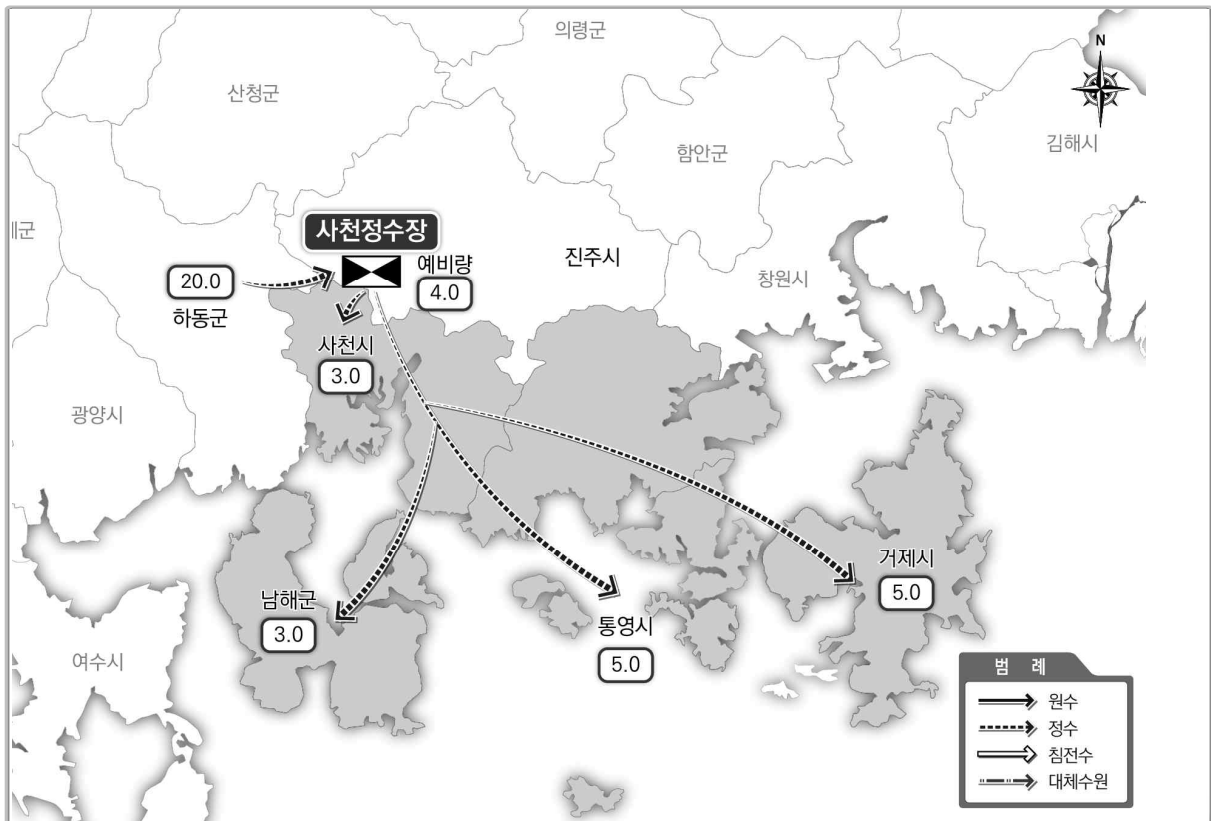 의령군
N
산청군
김해시
함안군
사천정수장
진주시
예비량
4.0
창원시
20.0
하동군
사천시
3.0
광양시
거제시
5.0
남해군
3.0
통영시
5.0
여수시
범 례
원수
정수
침전수
대체수원